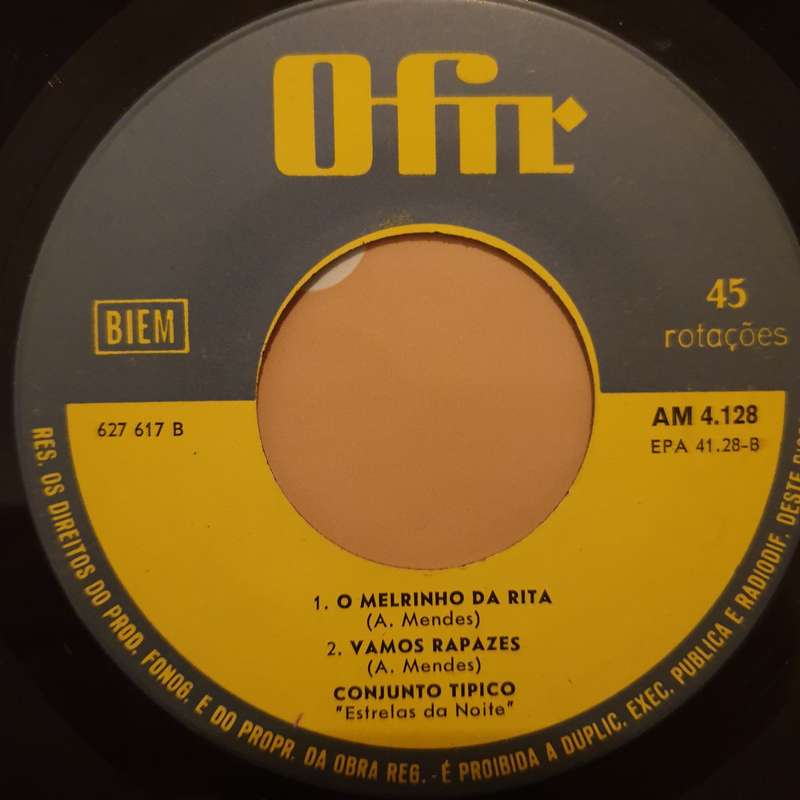 Ofir
BIEM
45
rotações
627 617 B
AM 4.128
EPA 41.28-B
1. O MELRINHO DA RITA
(A. Mendes)
2. VAMOS RAPAZES
(A. Mendes)
CONJUNTO TIPICO
"Estrelas da Noite"
RES. OS DIREITOS DO PROD. FONOG. E DO PROPR. DA OBRA REG. - É PROIBIDA A DUPLIC. EXEC. PUBLICA E RADIODIF. DESTE